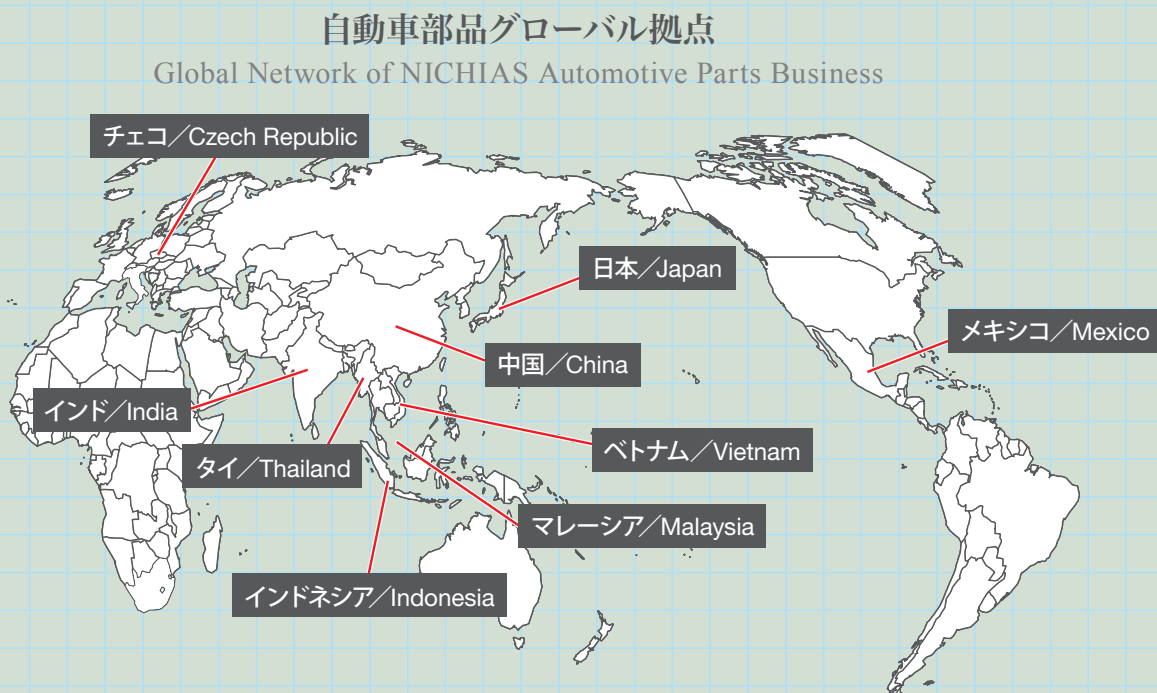 自動車部品グローバル拠点
Global Network of NICHIAS Automotive Parts Business
チェコ／Czech Republic
日本／Japan
メキシコ／Mexico
中国／China
インド／India
ベトナム／Vietnam
タイ／Thailand
マレーシア／Malaysia
インドネシア／Indonesia